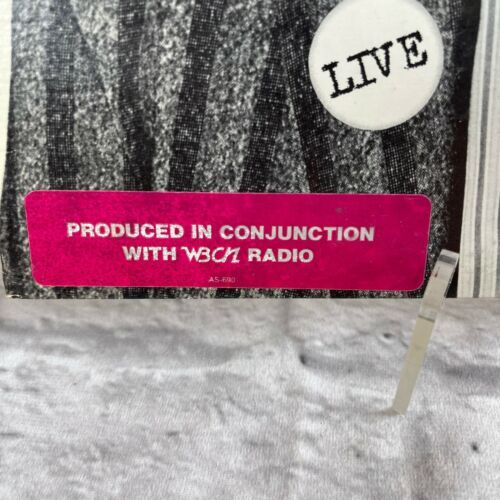 LIVE
PRODUCED IN CONJUNCTION
WITH WBCN RADIO
AS-690